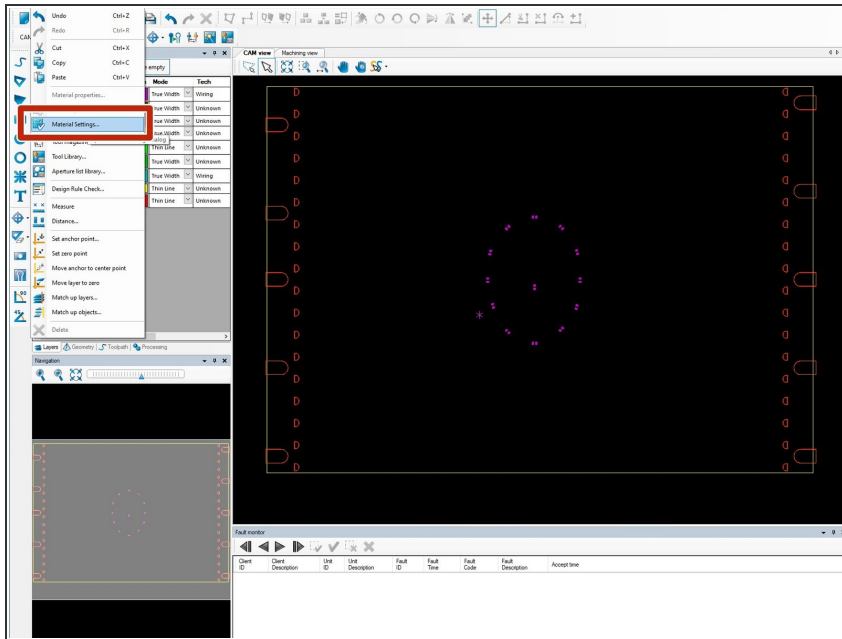 Undo Ctrl+Z
Redo Ctrl+R
CAM
Cut Ctrl+X
Copy Ctrl+C
Paste Ctrl+V
Material properties...
Material Settings...
Tool Library...
Aperture list library...
Design Rule Check...
Measure
Distance...
Set anchor point...
Set zero point
Move anchor to center point
Move layer to zero
Match up layers...
Match up objects...
Delete
T
90
45
empty
Mode Tech
True Width Wiring
True Width Unknown
True Width Unknown
True Width Unknown
Thin Line Unknown
True Width Unknown
True Width Wiring
Thin Line Unknown
Thin Line Unknown
Layers Geometry Toolpath Processing
Navigation
CAM view Machining view
Fault monitor
Client ID Client Description Unit ID Unit Description Fault ID Fault Time Fault Code Fault Description Accept time